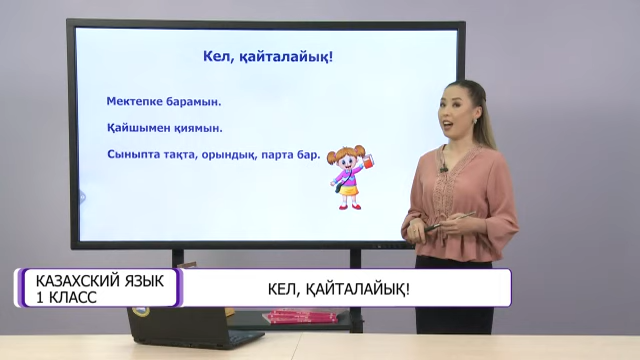 Кел, қайталайық!
Мектепке барамын.
Қайшымен қиямын.
Сыныпта тақта, орындық, парта бар.
КАЗАХСКИЙ ЯЗЫК
1 КЛАСС
КЕЛ, ҚАЙТАЛАЙЫҚ!